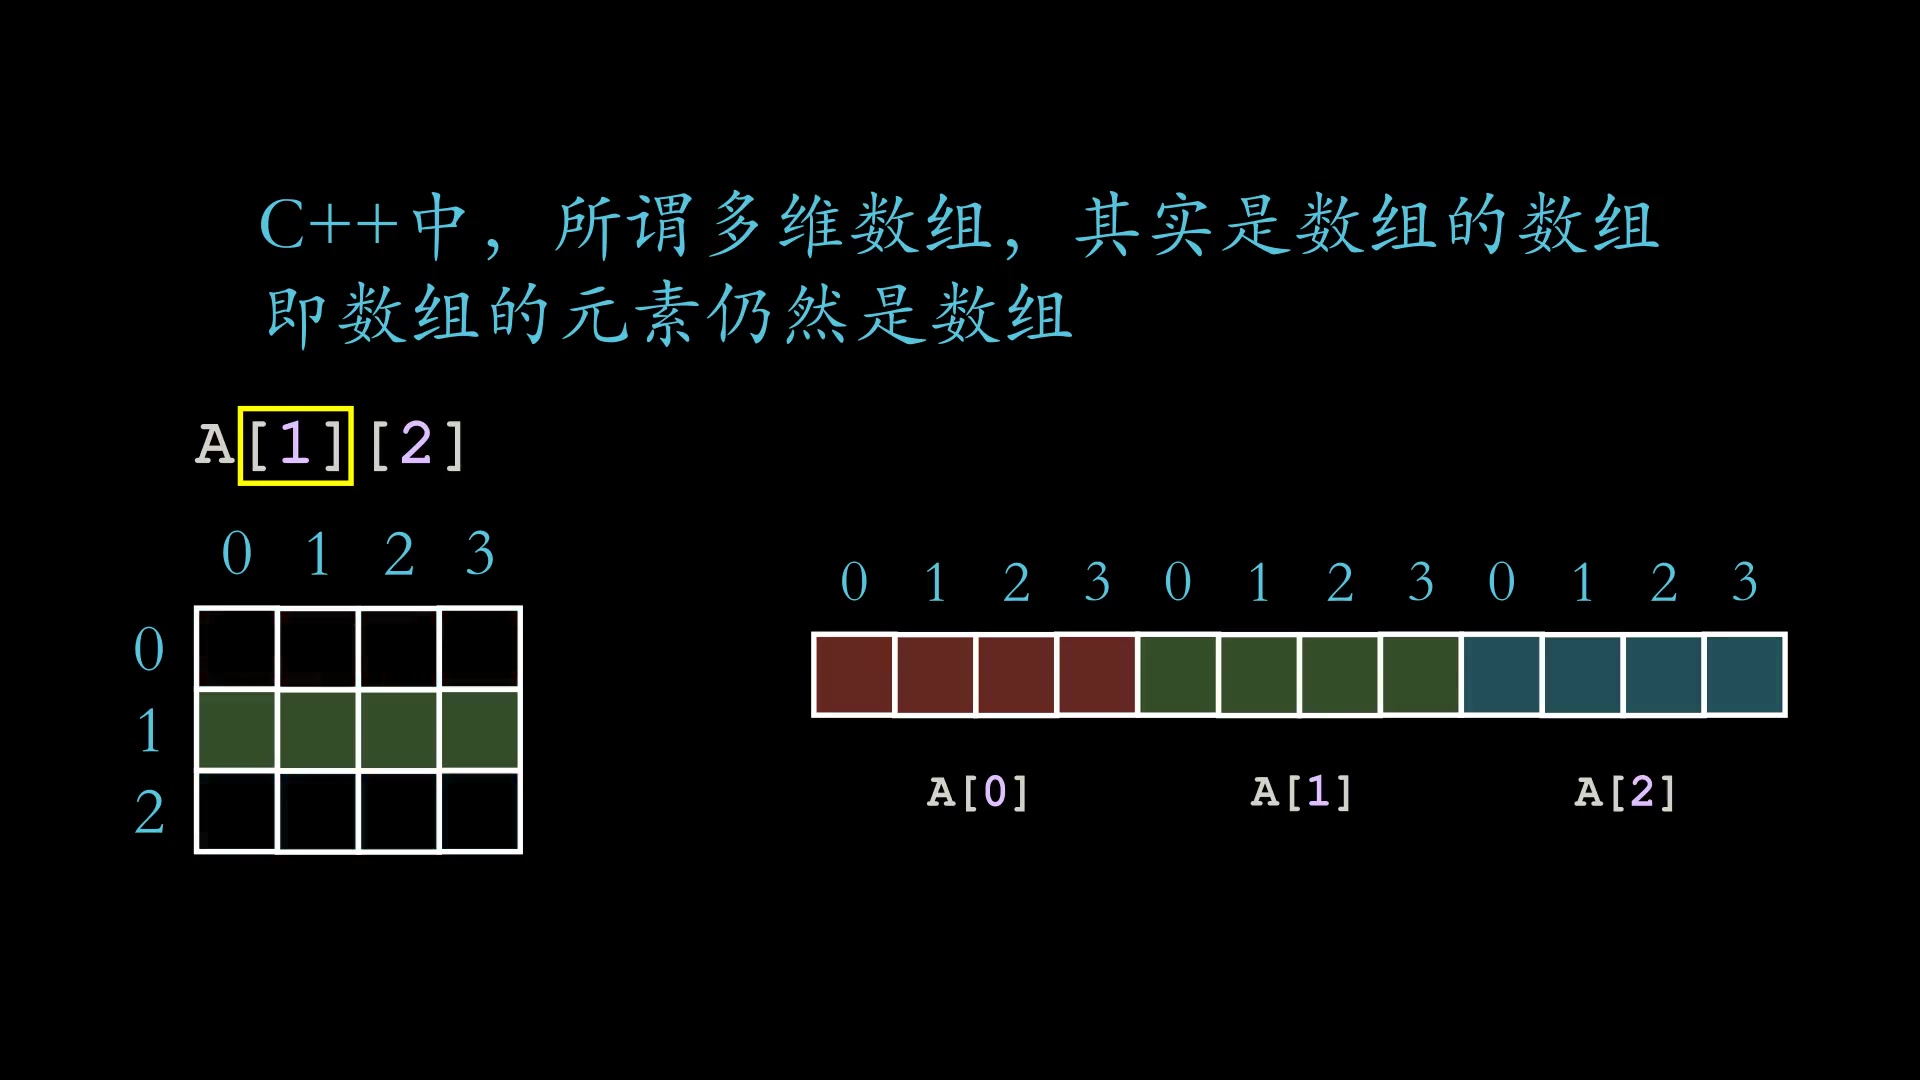 C++中，所谓多维数组，其实是数组的数组
即数组的元素仍然是数组
A[1][2]
0 1 2 3
0
1
2
0 1 2 3 0 1 2 3 0 1 2 3
A[0] A[1] A[2]